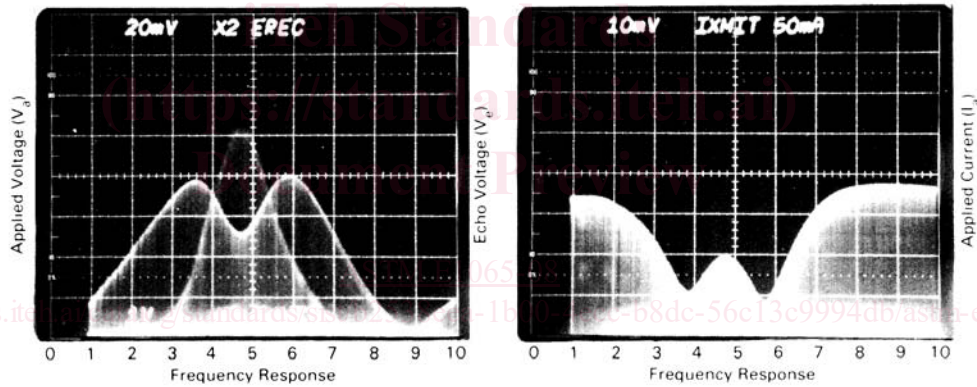 20mV X2 EREC
Applied Voltage (Va)
Echo Voltage (Ve)
0 1 2 3 4 5 6 7 8 9 10
Frequency Response
10mV IXMIT 50mA
Applied Current (Ia)
0 1 2 3 4 5 6 7 8 9 10
Frequency Response
iTeh Standards
(https://standards.iteh.ai)
Document Preview